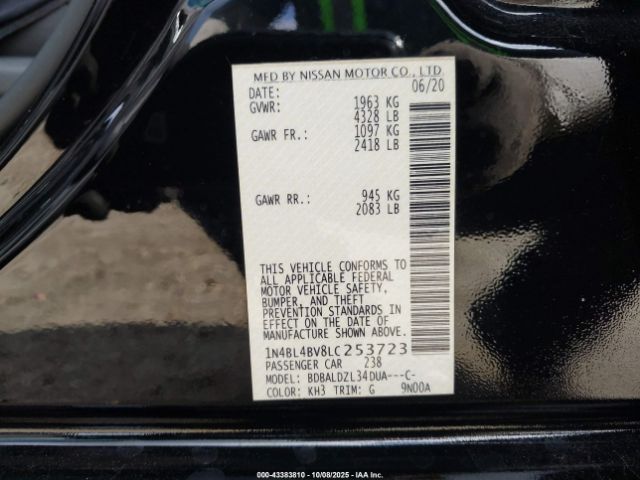 MFD BY NISSAN MOTOR CO., LTD
DATE: 06/20
GVWR: 1963 KG
4328 LB
GAWR FR.: 1097 KG
2418 LB
GAWR RR.: 945 KG
2083 LB
THIS VEHICLE CONFORMS TO
ALL APPLICABLE FEDERAL
MOTOR VEHICLE SAFETY,
BUMPER, AND THEFT
PREVENTION STANDARDS
IN EFFECT ON THE DATE OF
MANUFACTURE SHOWN ABOVE.
1N4BL4BV8LC253723
PASSENGER CAR 238
MODEL: BDBALDZL34DUA---C-
COLOR: KH3 TRIM: G 9N00A
000-43383810 | 10/08/2025 | IAA Inc.